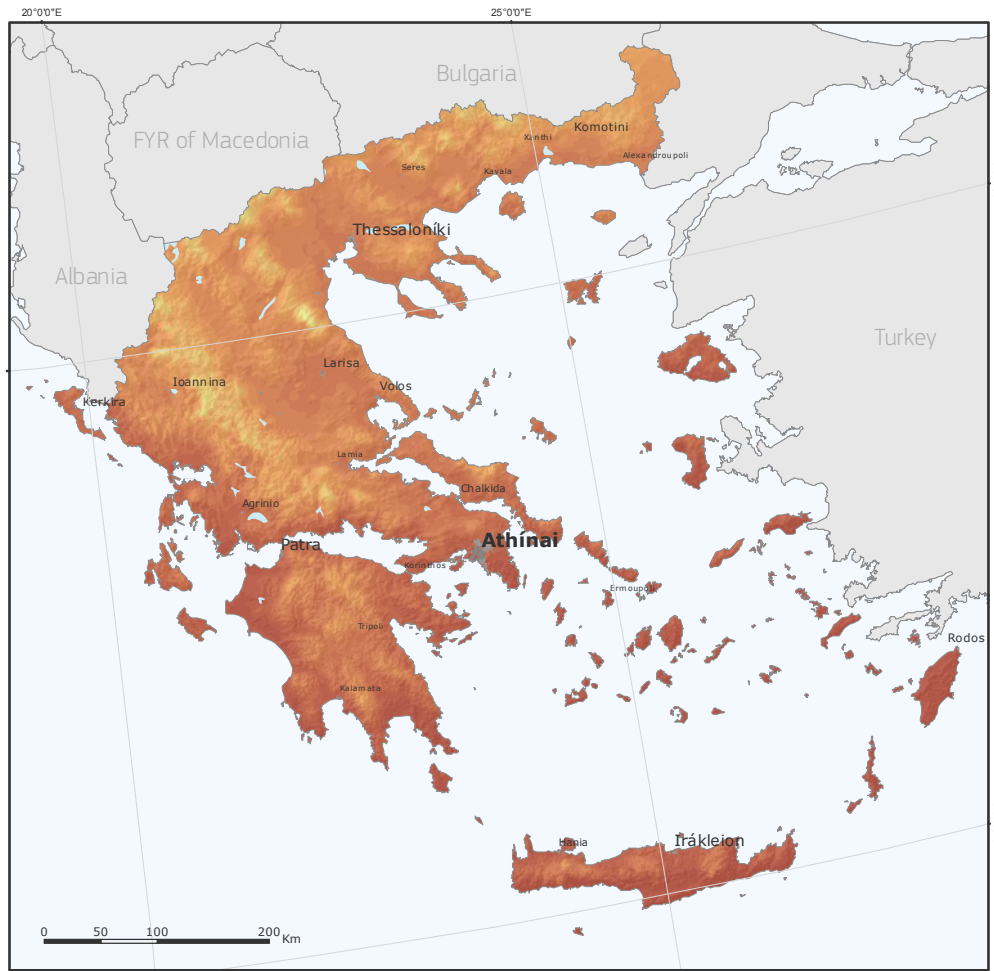 20°0'0"E 25°0'0"E
Bulgaria
FYR of Macedonia
Komotini
Xanthi
Alexandroupoli
Seres
Kavala
Thessaloníki
Albania
Turkey
Larisa
Ioannina
Volos
Kerkira
Lamia
Chalkida
Agrinio
Athínai
Patra
Korinthos
Ermoupoli
Tripoli
Rodos
Kalamata
Hania
Irákleion
0 50 100 200 Km